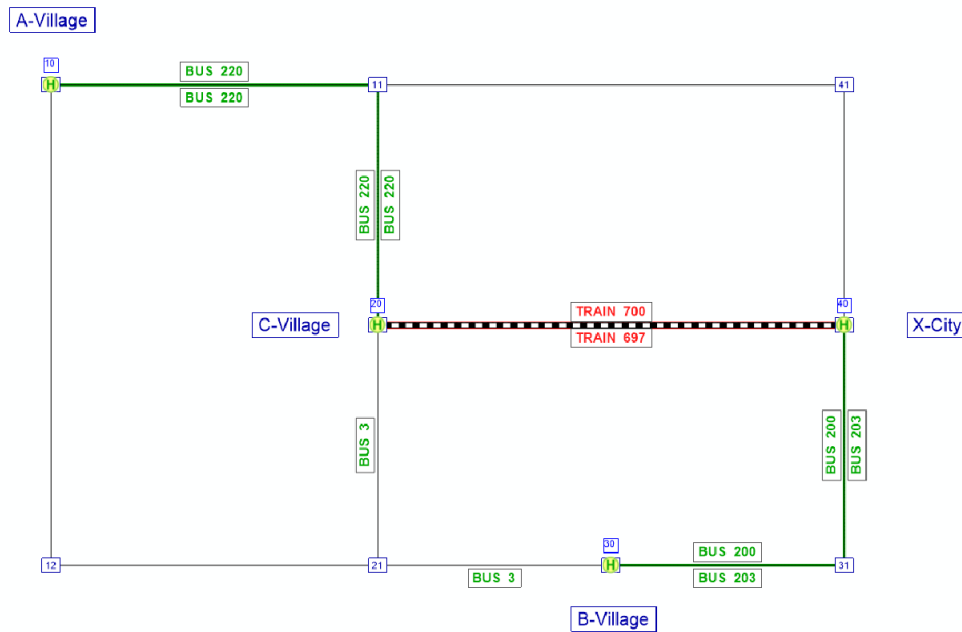 A-Village
10
H
BUS 220
BUS 220
11
41
BUS 220
BUS 220
20
40
C-Village
H
TRAIN 700
TRAIN 697
H
X-City
BUS 3
BUS 200
BUS 203
30
12
21
BUS 3
H
BUS 200
BUS 203
31
B-Village